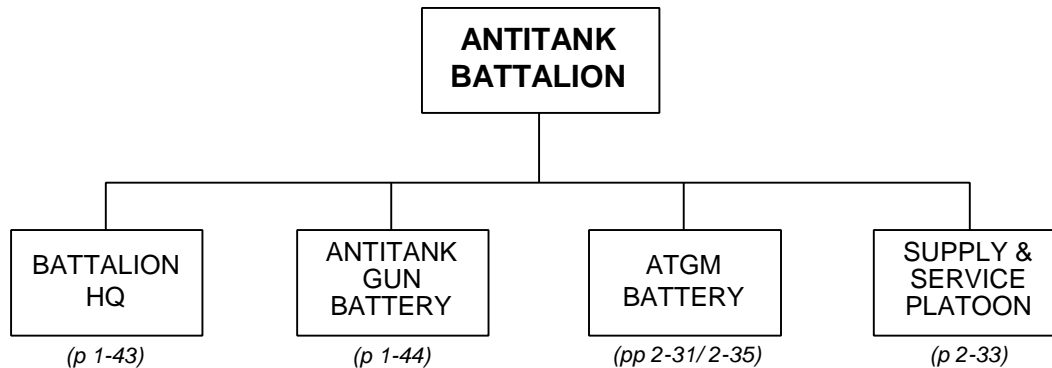 ANTITANK
BATTALION
BATTALION
HQ
(p 1-43)
ANTITANK
GUN
BATTERY
(p 1-44)
ATGM
BATTERY
(pp 2-31/ 2-35)
SUPPLY &
SERVICE
PLATOON
(p 2-33)